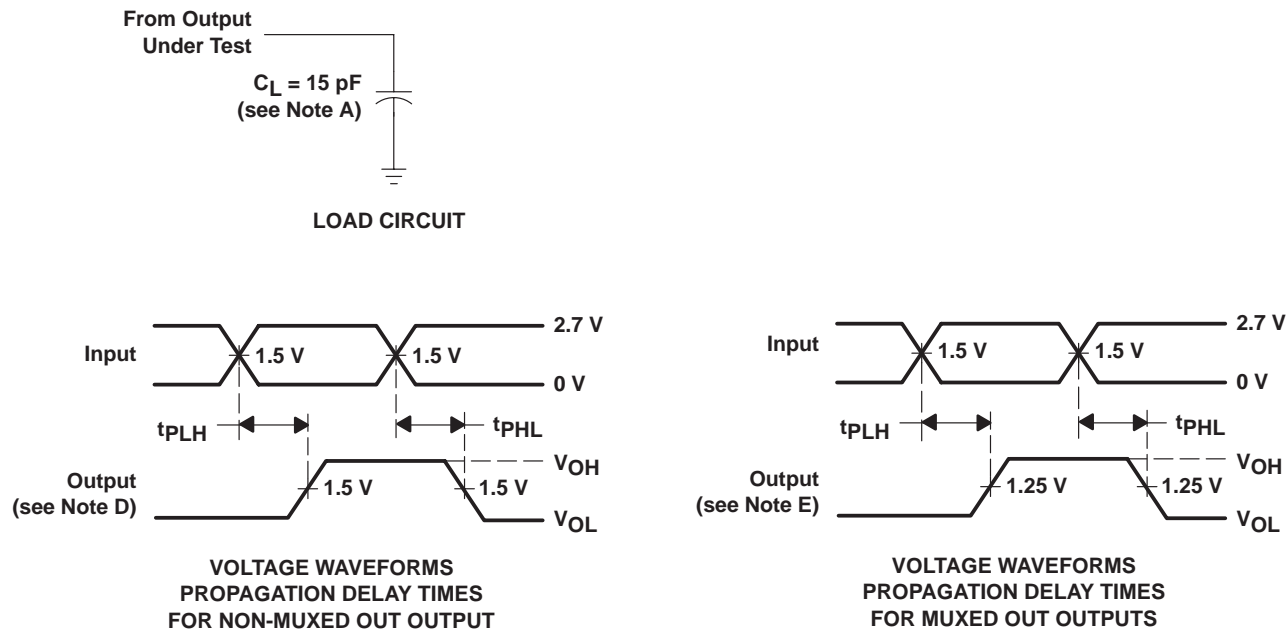 From Output
Under Test
CL = 15 pF
(see Note A)
LOAD CIRCUIT
Input
1.5 V
1.5 V
2.7 V
0 V
tPLH
tPHL
Output
(see Note D)
1.5 V
1.5 V
VOH
VOL
VOLTAGE WAVEFORMS
PROPAGATION DELAY TIMES
FOR NON-MUXED OUT OUTPUT
Input
1.5 V
1.5 V
2.7 V
0 V
tPLH
tPHL
Output
(see Note E)
1.25 V
1.25 V
VOH
VOL
VOLTAGE WAVEFORMS
PROPAGATION DELAY TIMES
FOR MUXED OUT OUTPUTS